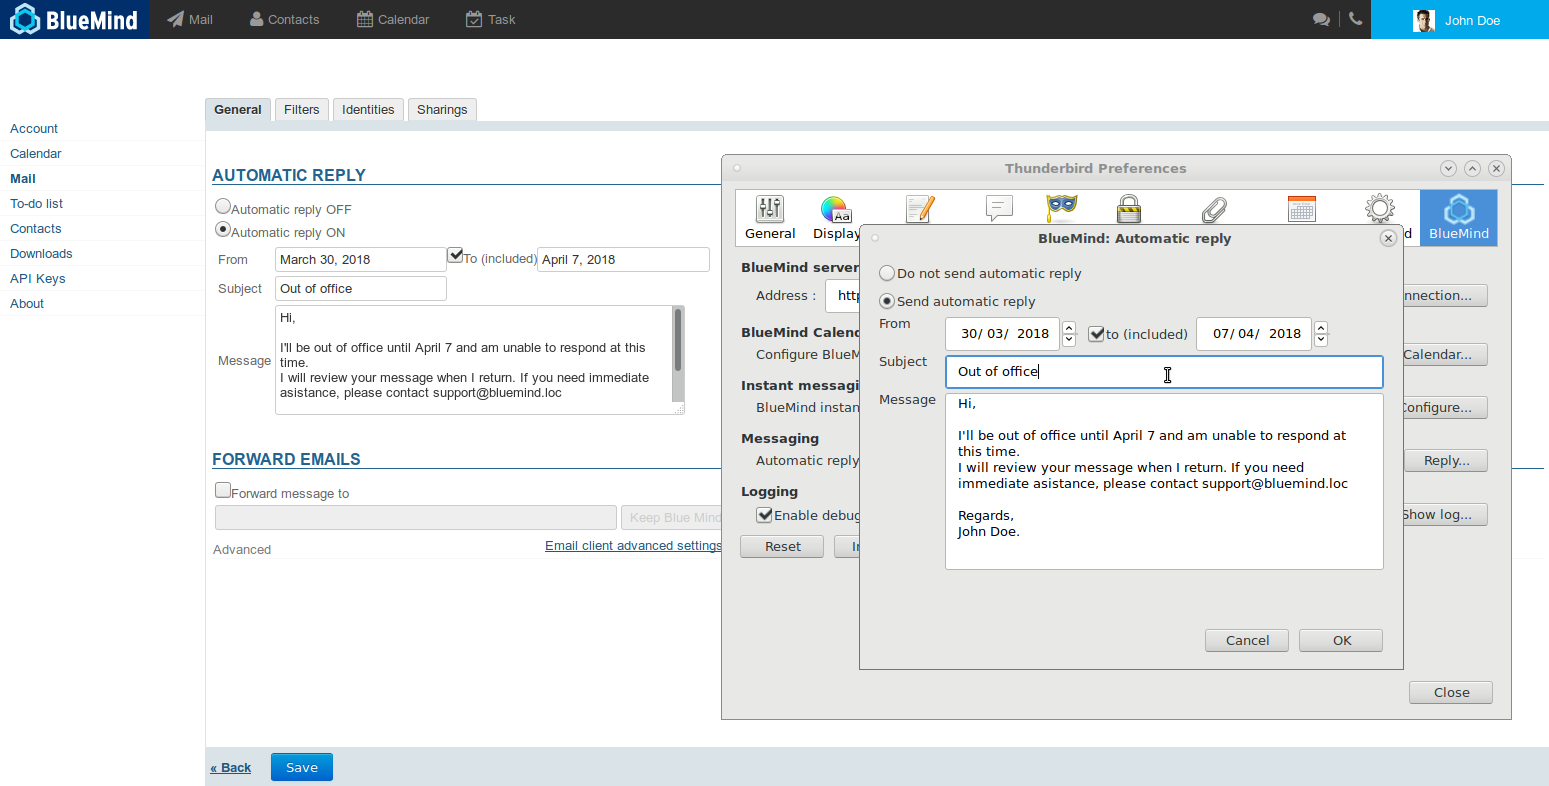 BlueMind Mail Contacts Calendar Task John Doe
General Filters Identities Sharings
Account
Calendar
Mail
To-do list
Contacts
Downloads
API Keys
About
AUTOMATIC REPLY
Automatic reply OFF
Automatic reply ON
From March 30, 2018 To (included) April 7, 2018
Subject Out of office
Message
Hi,
I'll be out of office until April 7 and am unable to respond at this
time.
I will review your message when I return. If you need immediate
asistance, please contact support@bluemind.loc
FORWARD EMAILS
Forward message to
Keep Blue Mind
Advanced Email client advanced settings
« Back Save
Thunderbird Preferences
General Display BlueMind
BlueMind server
Address : http
BlueMind Calend
Configure BlueM Calendar...
Instant messagi
BlueMind instan Configure...
Messaging
Automatic reply Reply...
Logging
Enable debug Show log...
Reset
Close
BlueMind: Automatic reply
Do not send automatic reply
Send automatic reply
From 30/ 03/ 2018 to (included) 07/ 04/ 2018
Subject Out of office
Message
Hi,
I'll be out of office until April 7 and am unable to respond at
this time.
I will review your message when I return. If you need
immediate asistance, please contact support@bluemind.loc
Regards,
John Doe.
Cancel OK